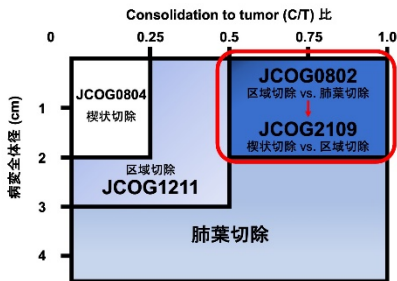 Consolidation to tumor (C/T) 比
0 0.25 0.5 0.75 1.0
病変全体径 (cm)
1
2
3
4
JCOG0804
楔状切除
区域切除
JCOG1211
JCOG0802
区域切除 vs. 肺葉切除
JCOG2109
楔状切除 vs. 区域切除
肺葉切除